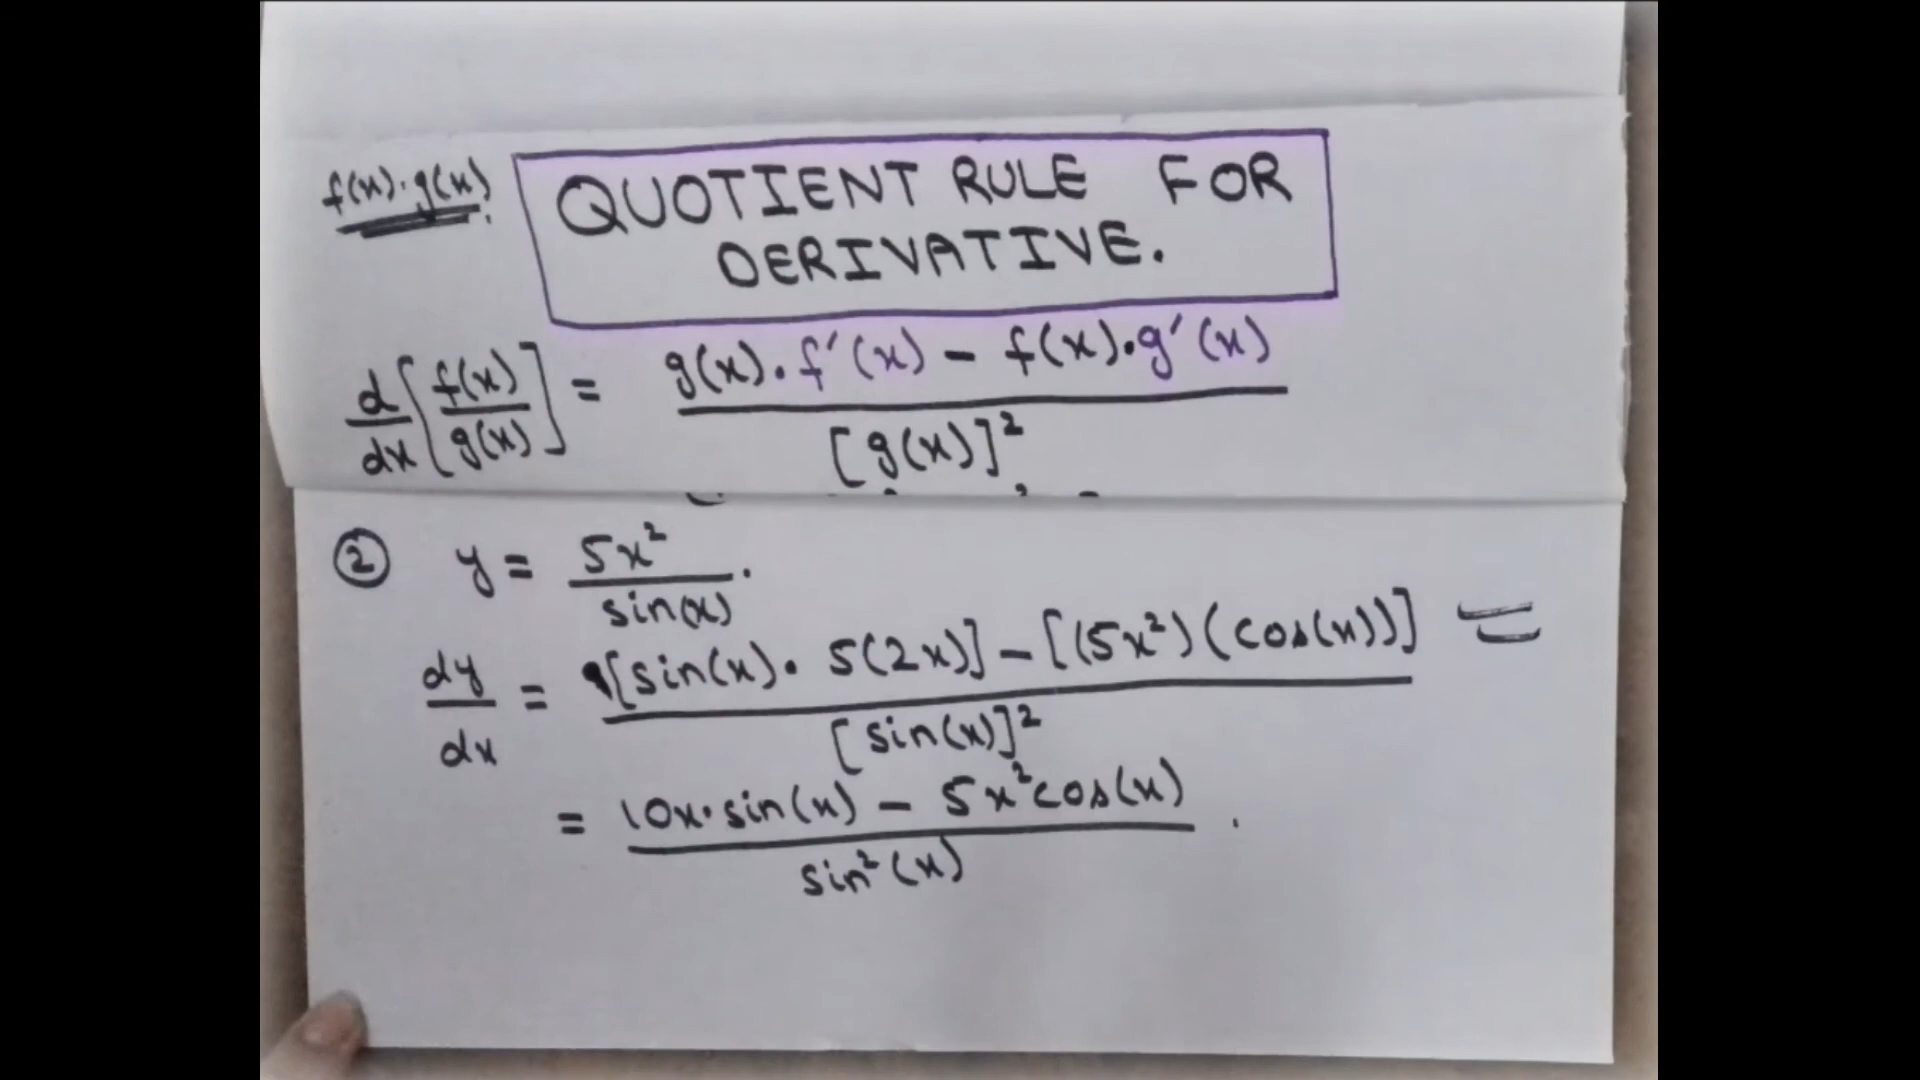 f(x)·g(x)
QUOTIENT RULE FOR
DERIVATIVE.
d/dx [f(x)/g(x)] = g(x)·f'(x) − f(x)·g'(x) / [g(x)]²
② y = 5x²/sin(x).
dy/dx = [sin(x)· 5(2x)] − [(5x²)(cos(x))] / [sin(x)]² =
= 10x·sin(x) − 5x²cos(x) / sin²(x) .